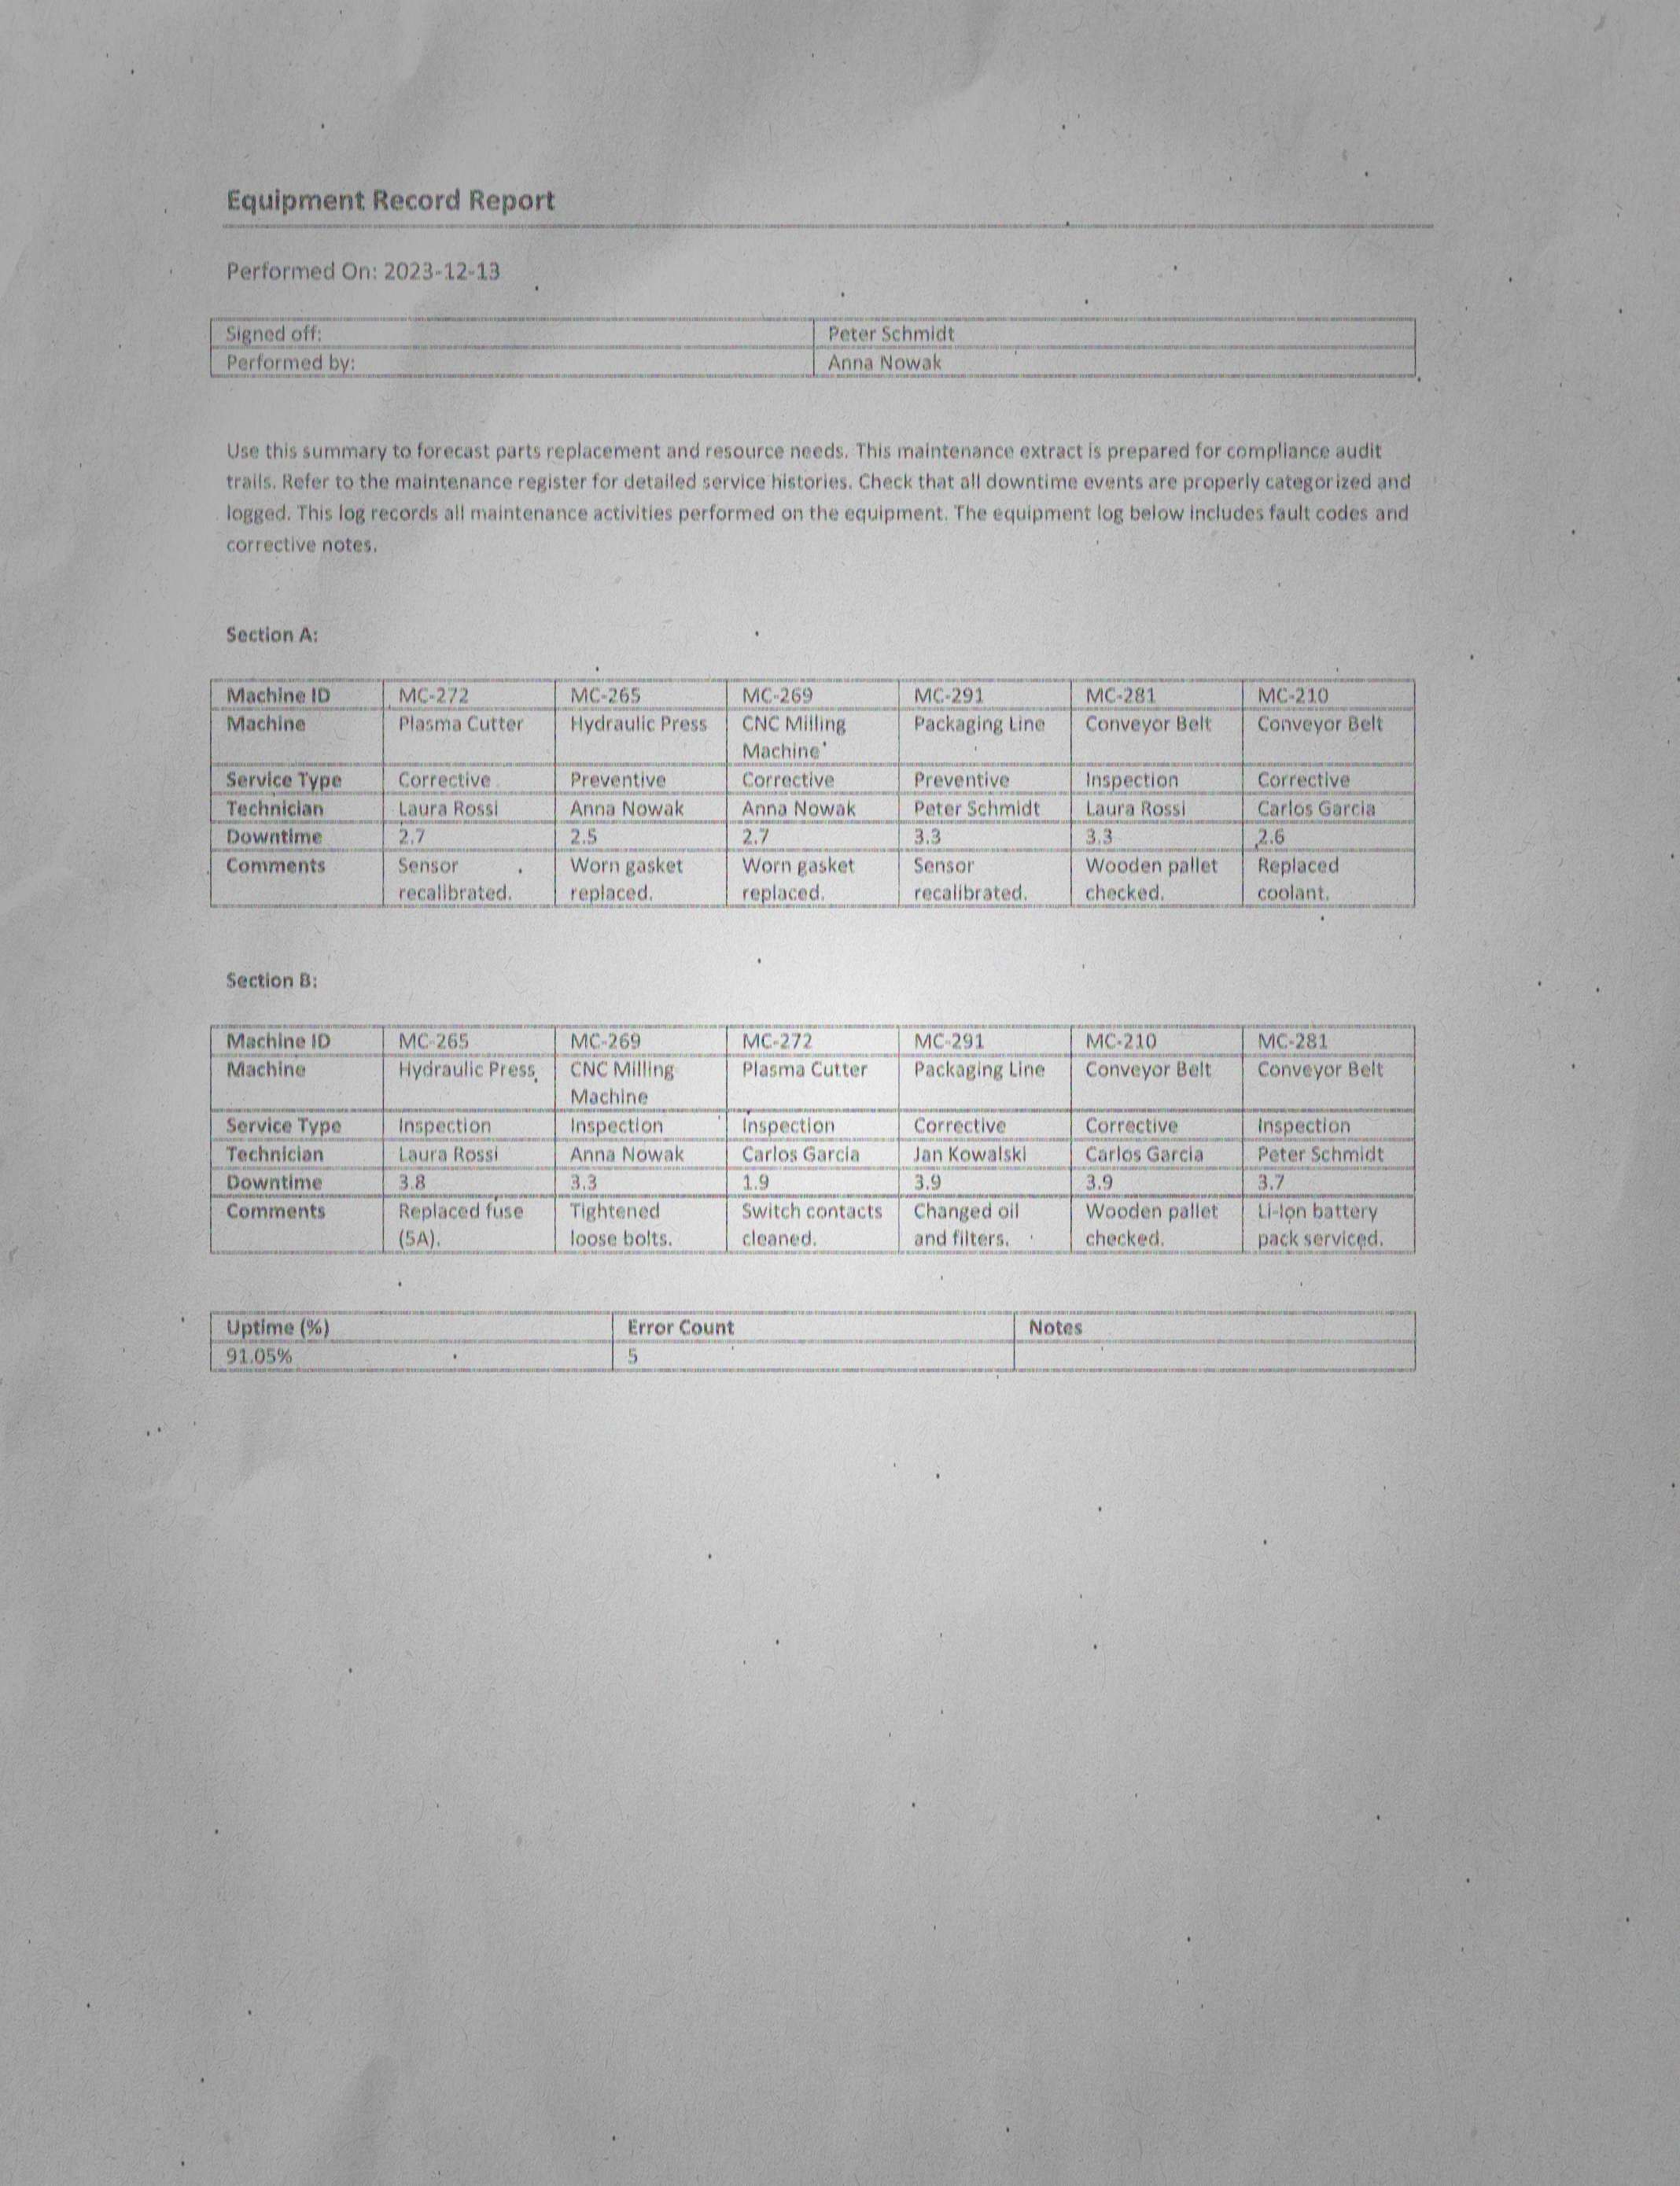 Equipment Record Report
Performed On: 2023-12-13
Signed off: Peter Schmidt
Performed by: Anna Nowak
Use this summary to forecast parts replacement and resource needs. This maintenance extract is prepared for compliance audit
trails. Refer to the maintenance register for detailed service histories. Check that all downtime events are properly categorized and
logged. This log records all maintenance activities performed on the equipment. The equipment log below includes fault codes and
corrective notes.
Section A:
Machine ID MC-272 MC-265 MC-269 MC-291 MC-281 MC-210
Machine Plasma Cutter Hydraulic Press CNC Milling Packaging Line Conveyor Belt Conveyor Belt
Machine
Service Type Corrective Preventive Corrective Preventive Inspection Corrective
Technician Laura Rossi Anna Nowak Anna Nowak Peter Schmidt Laura Rossi Carlos Garcia
Downtime 2.7 2.5 2.7 3.3 3.3 2.6
Comments Sensor Worn gasket Worn gasket Sensor Wooden pallet Replaced
recalibrated. replaced. replaced. recalibrated. checked. coolant.
Section B:
Machine ID MC-265 MC-269 MC-272 MC-291 MC-210 MC-281
Machine Hydraulic Press CNC Milling Plasma Cutter Packaging Line Conveyor Belt Conveyor Belt
Machine
Service Type Inspection Inspection Inspection Corrective Corrective Inspection
Technician Laura Rossi Anna Nowak Carlos Garcia Jan Kowalski Carlos Garcia Peter Schmidt
Downtime 3.8 3.3 1.9 3.9 3.9 3.7
Comments Replaced fuse Tightened Switch contacts Changed oil Wooden pallet Li-Ion battery
(5A). loose bolts. cleaned. and filters. checked. pack serviced.
Uptime (%) Error Count Notes
91.05% 5